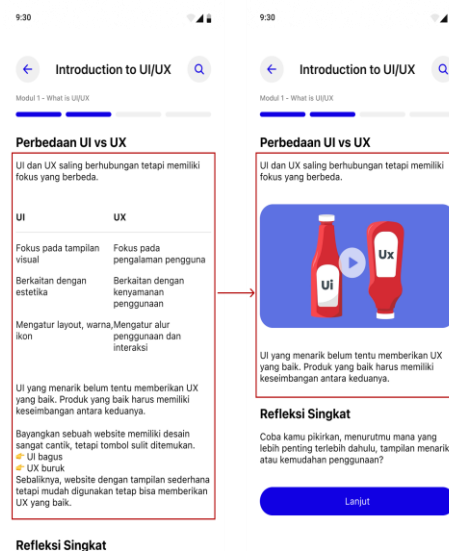 9:30
Introduction to UI/UX
Modul 1 – What is UI/UX
Perbedaan UI vs UX
UI dan UX saling berhubungan tetapi memiliki
fokus yang berbeda.
UI UX
Fokus pada tampilan visual
Fokus pada pengalaman pengguna
Berkaitan dengan estetika
Berkaitan dengan kenyamanan penggunaan
Mengatur layout, warna, ikon
Mengatur alur penggunaan dan interaksi
UI yang menarik belum tentu memberikan UX
yang baik. Produk yang baik harus memiliki
keseimbangan antara keduanya.
Bayangkan sebuah website memiliki desain
sangat cantik, tetapi tombol sulit ditemukan.
👉 UI bagus
👉 UX buruk
Sebaliknya, website dengan tampilan sederhana
tetapi mudah digunakan tetap bisa memberikan
UX yang baik.
Refleksi Singkat
9:30
Introduction to UI/UX
Modul 1 – What is UI/UX
Perbedaan UI vs UX
UI dan UX saling berhubungan tetapi memiliki
fokus yang berbeda.
Ui
Ux
UI yang menarik belum tentu memberikan UX
yang baik. Produk yang baik harus memiliki
keseimbangan antara keduanya.
Refleksi Singkat
Coba kamu pikirkan, menurutmu mana yang
lebih penting terlebih dahulu, tampilan menarik
atau kemudahan penggunaan?
Lanjut